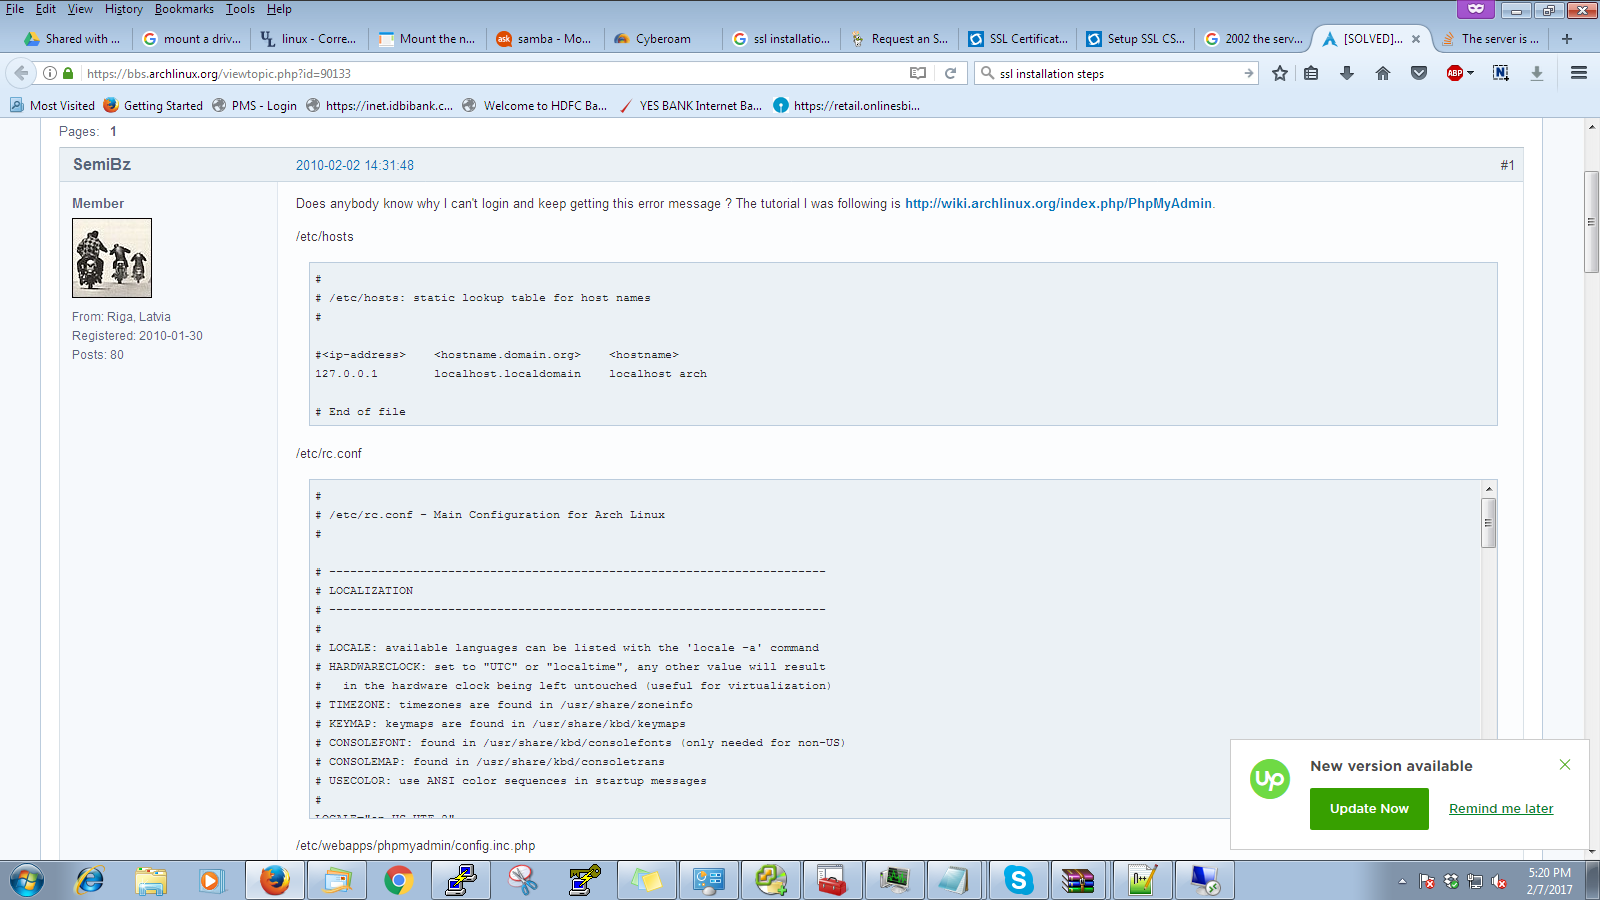 File Edit View History Bookmarks Tools Help
Shared with ... mount a driv... linux - Corre... Mount the n... samba - Mo... Cyberoam ssl installatio... Request an S... SSL Certificat... Setup SSL CS... 2002 the serv... [SOLVED]... The server is ...
https://bbs.archlinux.org/viewtopic.php?id=90133 ssl installation steps ABP
Most Visited Getting Started PMS - Login https://inet.idbibank.c... Welcome to HDFC Ba... YES BANK Internet Ba... https://retail.onlinesbi...
Pages: 1
SemiBz 2010-02-02 14:31:48 #1
Member
From: Riga, Latvia
Registered: 2010-01-30
Posts: 80
Does anybody know why I can't login and keep getting this error message ? The tutorial I was following is http://wiki.archlinux.org/index.php/PhpMyAdmin.
/etc/hosts
#
# /etc/hosts: static lookup table for host names
#
#<ip-address> <hostname.domain.org> <hostname>
127.0.0.1 localhost.localdomain localhost arch
# End of file
/etc/rc.conf
#
# /etc/rc.conf - Main Configuration for Arch Linux
#
# -----------------------------------------------------------------------
# LOCALIZATION
# -----------------------------------------------------------------------
#
# LOCALE: available languages can be listed with the 'locale -a' command
# HARDWARECLOCK: set to "UTC" or "localtime", any other value will result
# in the hardware clock being left untouched (useful for virtualization)
# TIMEZONE: timezones are found in /usr/share/zoneinfo
# KEYMAP: keymaps are found in /usr/share/kbd/keymaps
# CONSOLEFONT: found in /usr/share/kbd/consolefonts (only needed for non-US)
# CONSOLEMAP: found in /usr/share/kbd/consoletrans
# USECOLOR: use ANSI color sequences in startup messages
#
LOCALE="en_US.UTF-8"
/etc/webapps/phpmyadmin/config.inc.php
Up
New version available
Update Now Remind me later
5:20 PM
2/7/2017